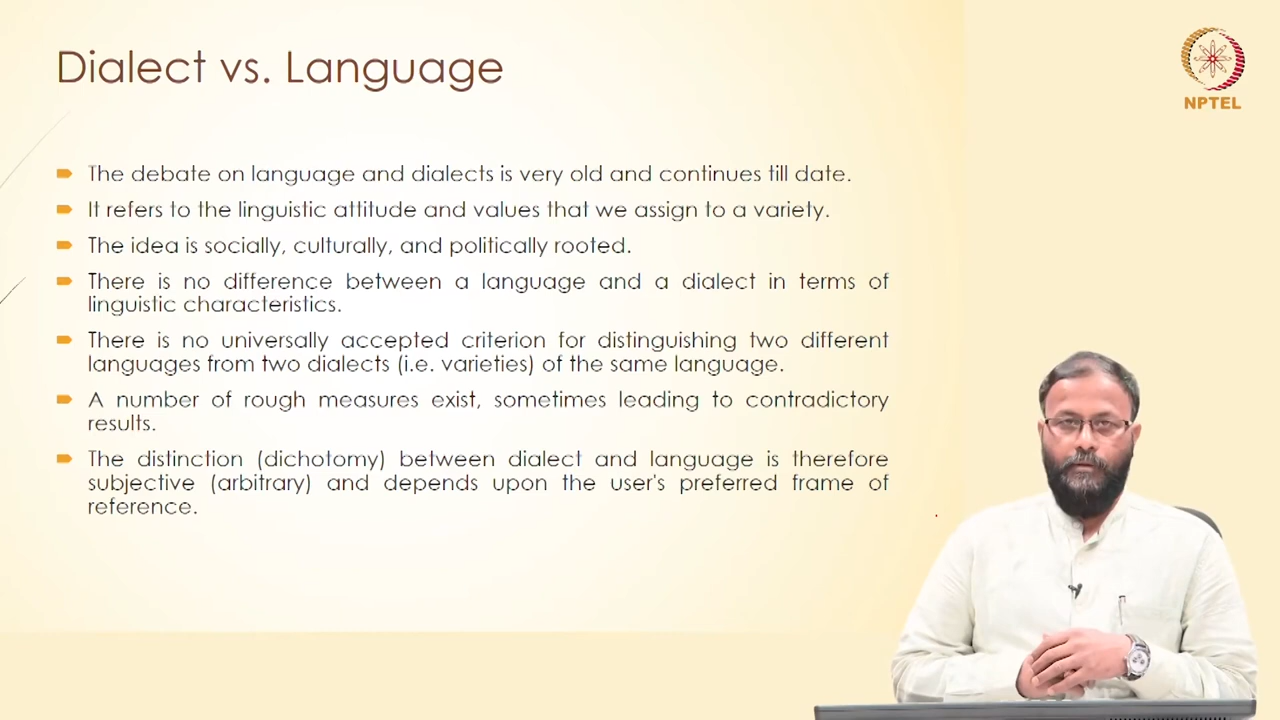 Dialect vs. Language
NPTEL
The debate on language and dialects is very old and continues till date.
It refers to the linguistic attitude and values that we assign to a variety.
The idea is socially, culturally, and politically rooted.
There is no difference between a language and a dialect in terms of
linguistic characteristics.
There is no universally accepted criterion for distinguishing two different
languages from two dialects (i.e. varieties) of the same language.
A number of rough measures exist, sometimes leading to contradictory
results.
The distinction (dichotomy) between dialect and language is therefore
subjective (arbitrary) and depends upon the user's preferred frame of
reference.